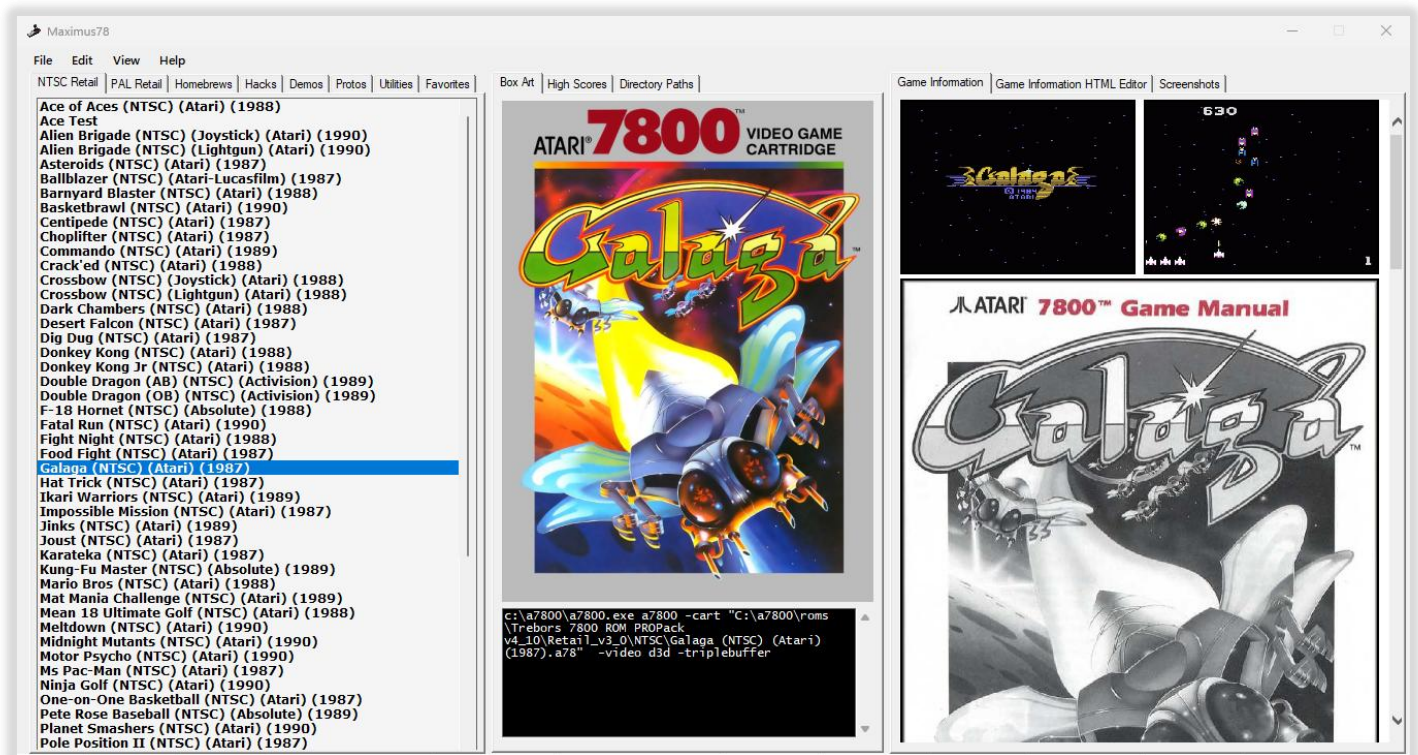 Maximus78
File Edit View Help
NTSC Retail PAL Retail Homebrews Hacks Demos Protos Utilities Favorites
Ace of Aces (NTSC) (Atari) (1988)
Ace Test
Alien Brigade (NTSC) (Joystick) (Atari) (1990)
Alien Brigade (NTSC) (Lightgun) (Atari) (1990)
Asteroids (NTSC) (Atari) (1987)
Ballblazer (NTSC) (Atari-Lucasfilm) (1987)
Barnyard Blaster (NTSC) (Atari) (1988)
Basketbrawl (NTSC) (Atari) (1990)
Centipede (NTSC) (Atari) (1987)
Choplifter (NTSC) (Atari) (1987)
Commando (NTSC) (Atari) (1989)
Crack'ed (NTSC) (Atari) (1988)
Crossbow (NTSC) (Joystick) (Atari) (1988)
Crossbow (NTSC) (Lightgun) (Atari) (1988)
Dark Chambers (NTSC) (Atari) (1988)
Desert Falcon (NTSC) (Atari) (1987)
Dig Dug (NTSC) (Atari) (1987)
Donkey Kong (NTSC) (Atari) (1988)
Donkey Kong Jr (NTSC) (Atari) (1988)
Double Dragon (AB) (NTSC) (Activision) (1989)
Double Dragon (OB) (NTSC) (Activision) (1989)
F-18 Hornet (NTSC) (Absolute) (1988)
Fatal Run (NTSC) (Atari) (1990)
Fight Night (NTSC) (Atari) (1988)
Food Fight (NTSC) (Atari) (1987)
Galaga (NTSC) (Atari) (1987)
Hat Trick (NTSC) (Atari) (1987)
Ikari Warriors (NTSC) (Atari) (1989)
Impossible Mission (NTSC) (Atari) (1987)
Jinks (NTSC) (Atari) (1989)
Joust (NTSC) (Atari) (1987)
Karateka (NTSC) (Atari) (1987)
Kung-Fu Master (NTSC) (Absolute) (1989)
Mario Bros (NTSC) (Atari) (1988)
Mat Mania Challenge (NTSC) (Atari) (1989)
Mean 18 Ultimate Golf (NTSC) (Atari) (1988)
Meltdown (NTSC) (Atari) (1990)
Midnight Mutants (NTSC) (Atari) (1990)
Motor Psycho (NTSC) (Atari) (1990)
Ms Pac-Man (NTSC) (Atari) (1987)
Ninja Golf (NTSC) (Atari) (1990)
One-on-One Basketball (NTSC) (Atari) (1987)
Pete Rose Baseball (NTSC) (Absolute) (1989)
Planet Smashers (NTSC) (Atari) (1990)
Pole Position II (NTSC) (Atari) (1987)
Box Art High Scores Directory Paths
ATARI® 7800™ VIDEO GAME
CARTRIDGE
Galaga™
c:\a7800\a7800.exe a7800 -cart "C:\a7800\roms
\Trebors 7800 ROM PROPack
v4_10\Retail_v3_0\NTSC\Galaga (NTSC) (Atari)
(1987).a78" -video d3d -triplebuffer
Game Information Game Information HTML Editor Screenshots
Galaga
© 1984
ATARI
630
1
ATARI® 7800™ Game Manual
Galaga™